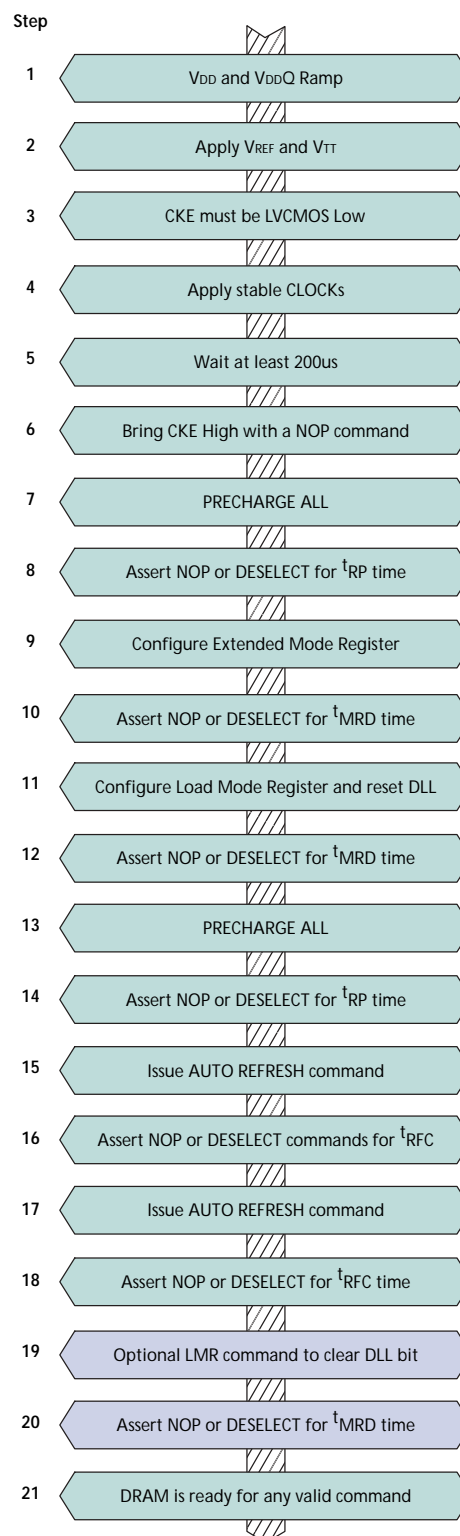 Step
1 VDD and VDDQ Ramp
2 Apply VREF and VTT
3 CKE must be LVCMOS Low
4 Apply stable CLOCKs
5 Wait at least 200us
6 Bring CKE High with a NOP command
7 PRECHARGE ALL
8 Assert NOP or DESELECT for tRP time
9 Configure Extended Mode Register
10 Assert NOP or DESELECT for tMRD time
11 Configure Load Mode Register and reset DLL
12 Assert NOP or DESELECT for tMRD time
13 PRECHARGE ALL
14 Assert NOP or DESELECT for tRP time
15 Issue AUTO REFRESH command
16 Assert NOP or DESELECT commands for tRFC
17 Issue AUTO REFRESH command
18 Assert NOP or DESELECT for tRFC time
19 Optional LMR command to clear DLL bit
20 Assert NOP or DESELECT for tMRD time
21 DRAM is ready for any valid command